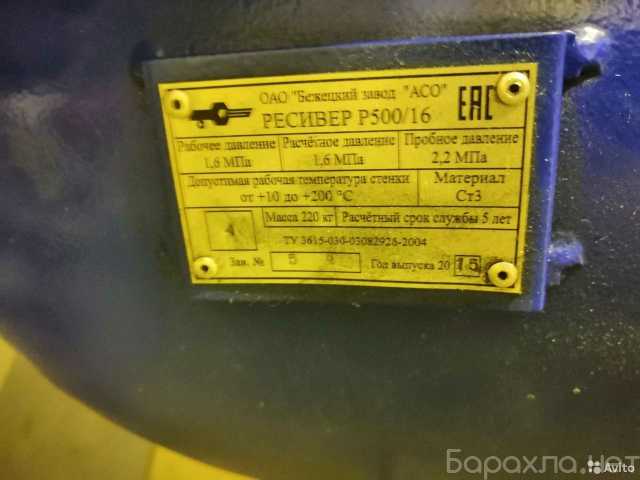 ОАО "Бежецкий завод "АСО"
ЕАС
РЕСИВЕР Р500/16
Рабочее давление
1,6 МПа
Расчётное давление
1,6 МПа
Пробное давление
2,2 МПа
Допустимая рабочая температура стенки
от +10 до +200 °С
Материал
Ст3
Масса 220 кг
Расчётный срок службы 5 лет
ТУ 3615-030-03082926-2004
Зав. № 5
Год выпуска 20 15
Барахла.нет
Avito